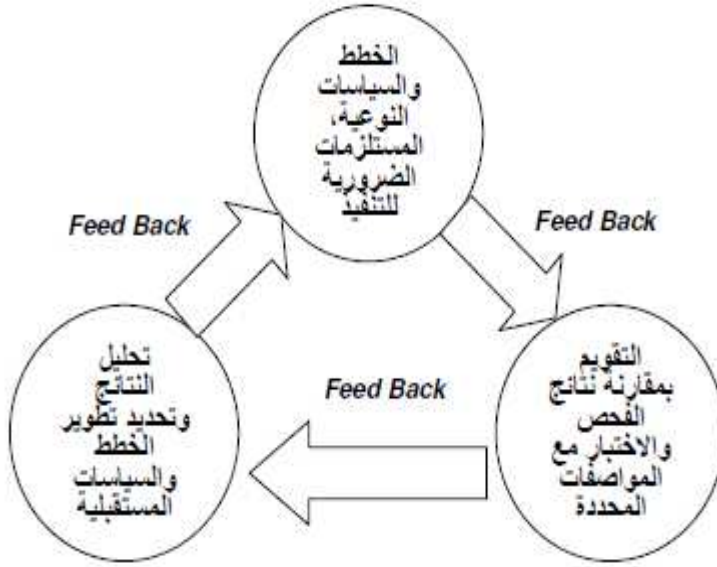 الخطط
والسياسات
النوعية،
المستلزمات
الضرورية
للتنفيذ
Feed Back
Feed Back
التقويم
بمقارنة نتائج
الفحص
والاختبار مع
المواصفات
المحددة
Feed Back
تحليل
النتائج
وتحديد تطوير
الخطط
والسياسات
المستقبلية